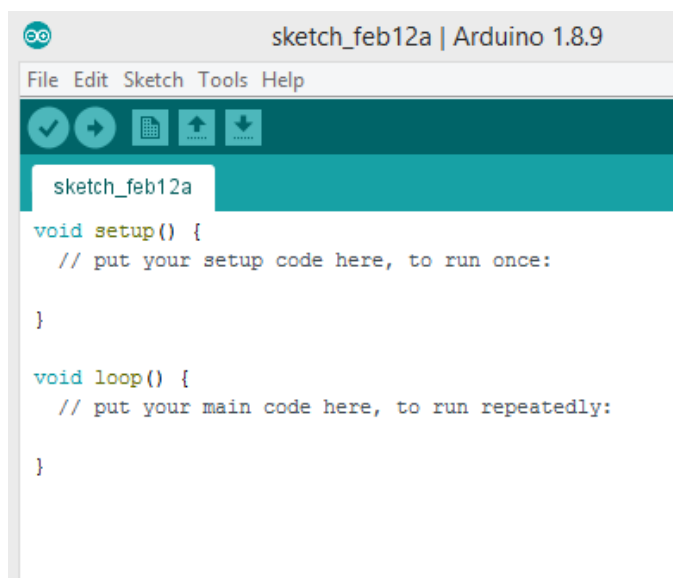 sketch_feb12a | Arduino 1.8.9
File Edit Sketch Tools Help
sketch_feb12a
void setup() {
  // put your setup code here, to run once:

}

void loop() {
  // put your main code here, to run repeatedly:

}